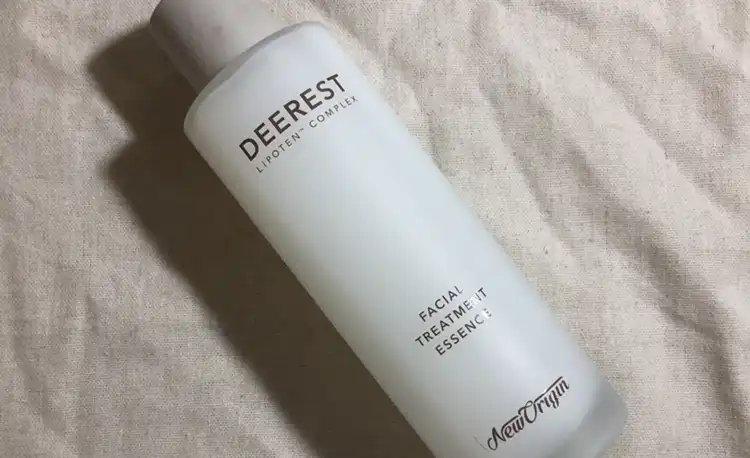 DEEREST
LIPOTEN™ COMPLEX
FACIAL
TREATMENT
ESSENCE
NewOrigin